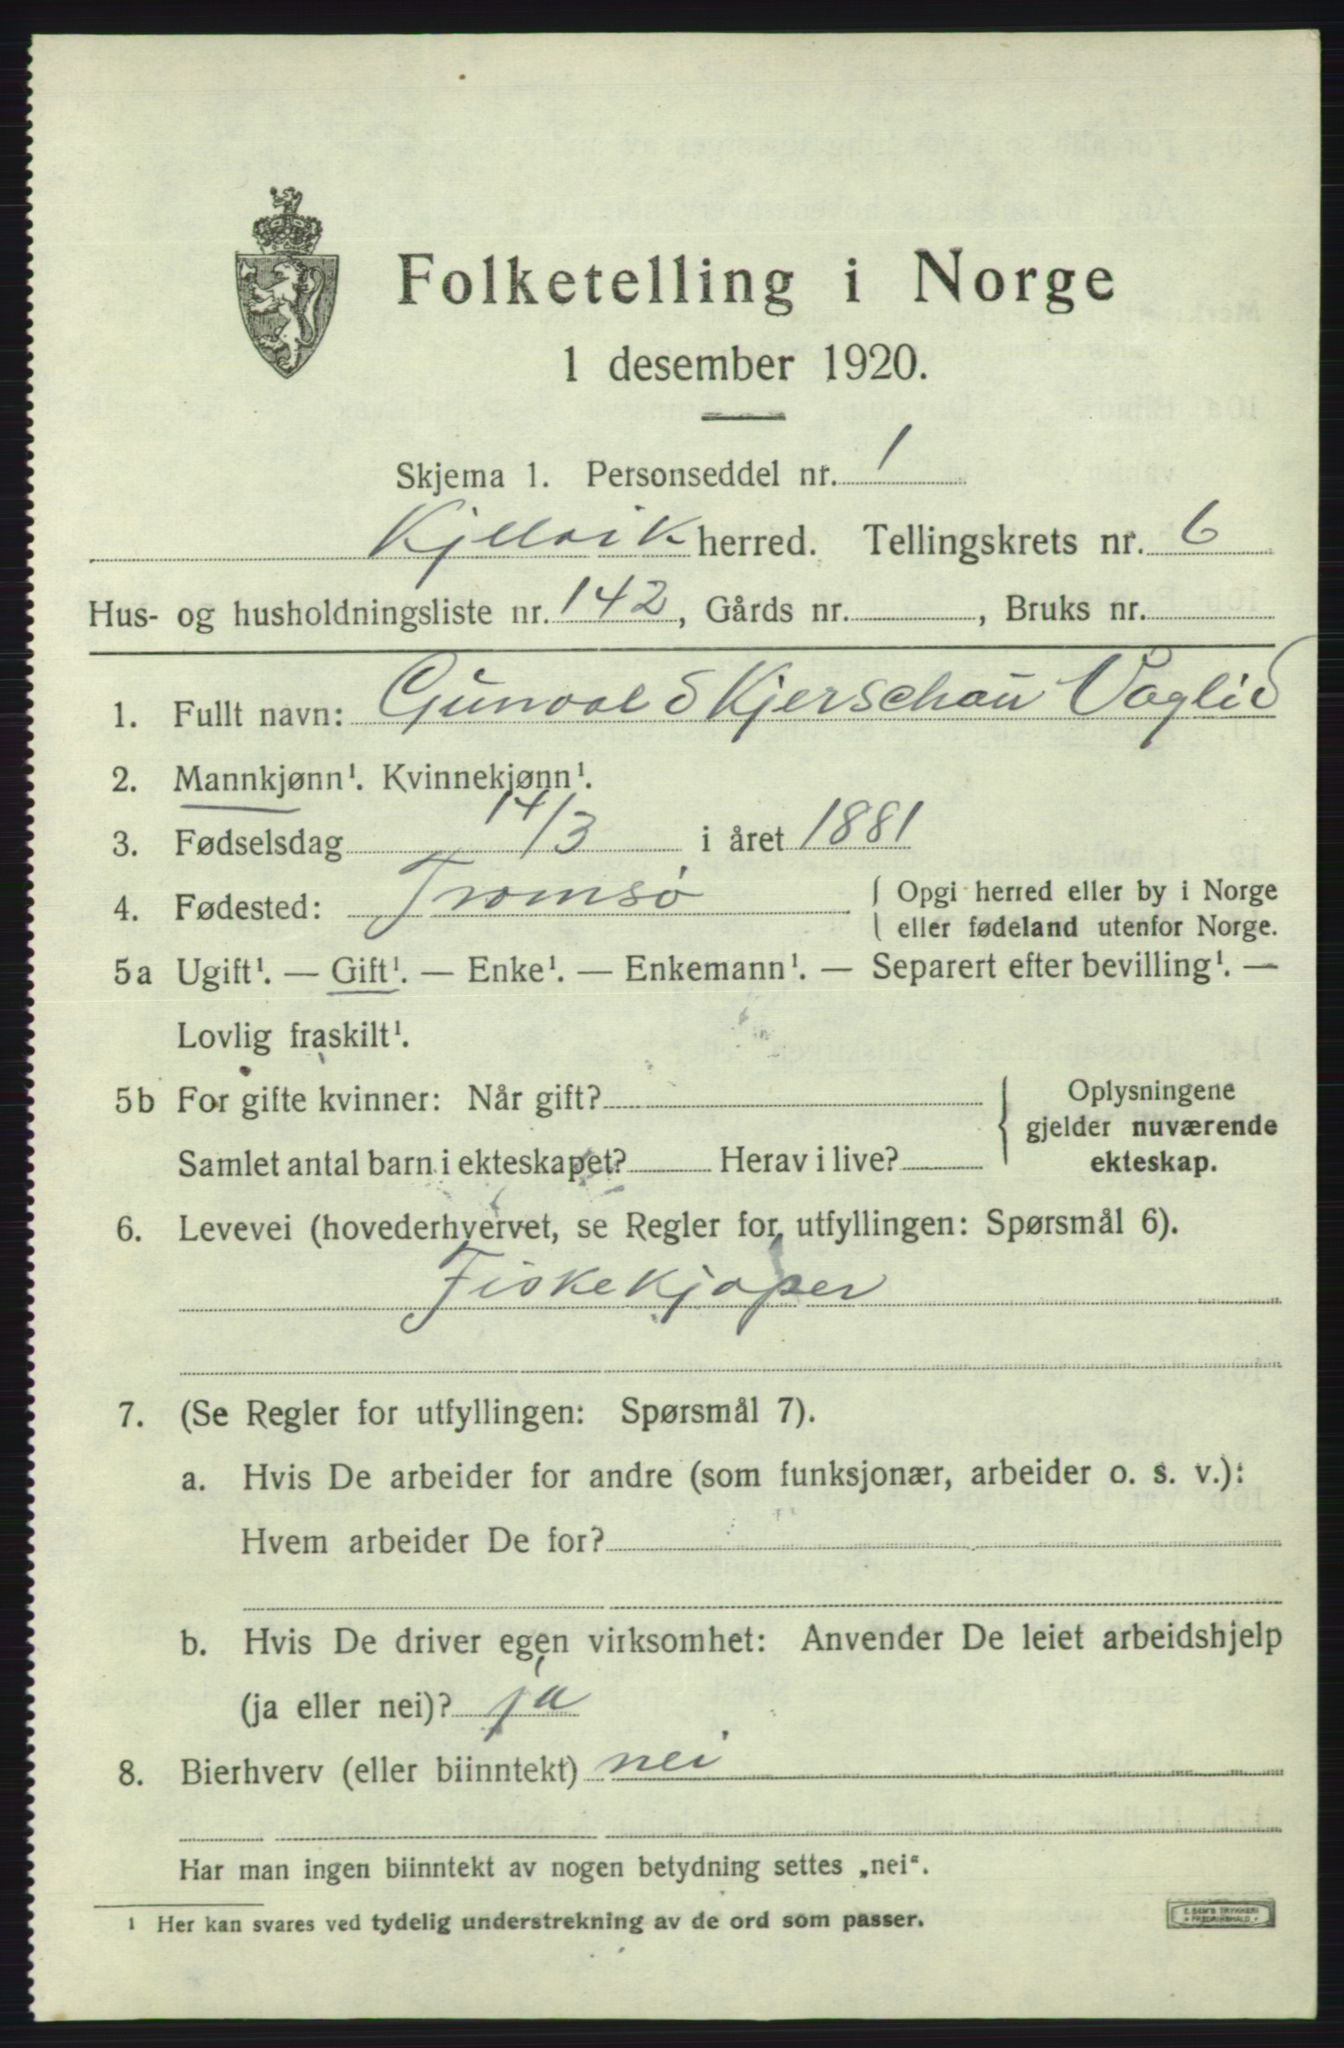 Folketelling i Norge
1 desember 1920.
Skjema 1. Personseddel nr. 1
Kjelvik herred. Tellingskrets nr. 6
Hus- og husholdningsliste nr. 142, Gårds nr. , Bruks nr.
1. Fullt navn: Gunvald Kjerschou Voglid
2. Mannkjønn¹. Kvinnekjønn¹.
3. Fødselsdag 14/3 i året 1881
4. Fødested: Tromsø { Opgi herred eller by i Norge
eller fødeland utenfor Norge.
5a Ugift¹. — Gift¹. — Enke¹. — Enkemann¹. — Separert efter bevilling¹. —
Lovlig fraskilt¹.
5b For gifte kvinner: Når gift? { Oplysningene
gjelder nuværende
Samlet antal barn i ekteskapet? Herav i live? ekteskap.
6. Levevei (hovederhvervet, se Regler for utfyllingen: Spørsmål 6).
Fiskekjøper
7. (Se Regler for utfyllingen: Spørsmål 7).
a. Hvis De arbeider for andre (som funksjonær, arbeider o. s. v.):
Hvem arbeider De for?
b. Hvis De driver egen virksomhet: Anvender De leiet arbeidshjelp
(ja eller nei)? ja
8. Bierhverv (eller biinntekt) nei
Har man ingen biinntekt av nogen betydning settes „nei“.
¹ Her kan svares ved tydelig understrekning av de ord som passer.
E. SEM'S TRYKKERI
FREDRIKSHALD